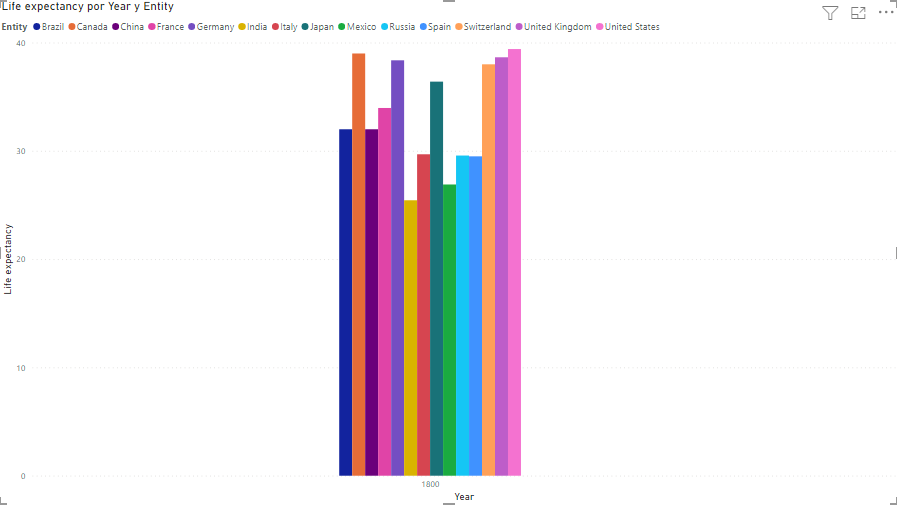 Life expectancy por Year y Entity
Entity Brazil Canada China France Germany India Italy Japan Mexico Russia Spain Switzerland United Kingdom United States
40
30
20
10
0
Life expectancy
1800
Year